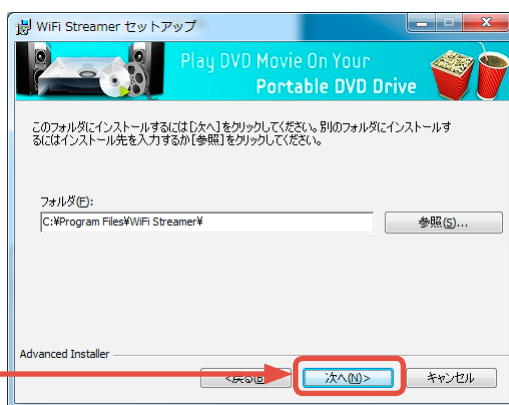 WiFi Streamer セットアップ
Play DVD Movie On Your
Portable DVD Drive
このフォルダにインストールするには[次へ]をクリックしてください。別のフォルダにインストールす
るにはインストール先を入力するか[参照]をクリックしてください。
フォルダ(F):
C:¥Program Files¥WiFi Streamer¥
参照(S)...
Advanced Installer
<戻る(B)
次へ(N)>
キャンセル